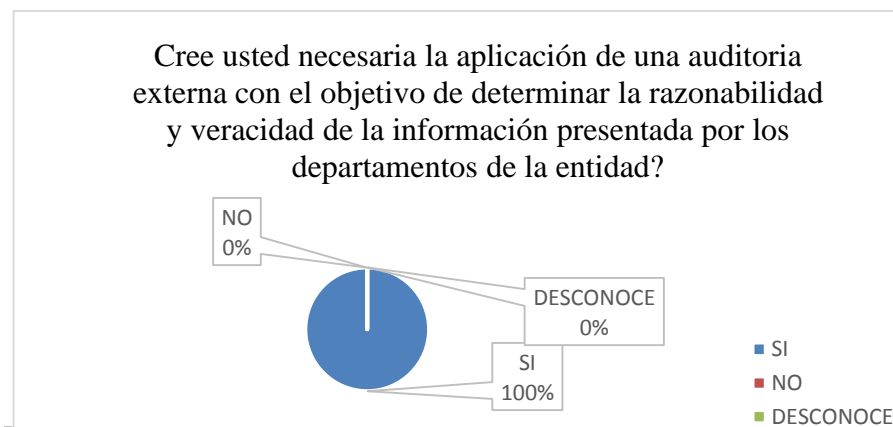 Cree usted necesaria la aplicación de una auditoria
externa con el objetivo de determinar la razonabilidad
y veracidad de la información presentada por los
departamentos de la entidad?
NO
0%
DESCONOCE
0%
SI
100%
SI
NO
DESCONOCE